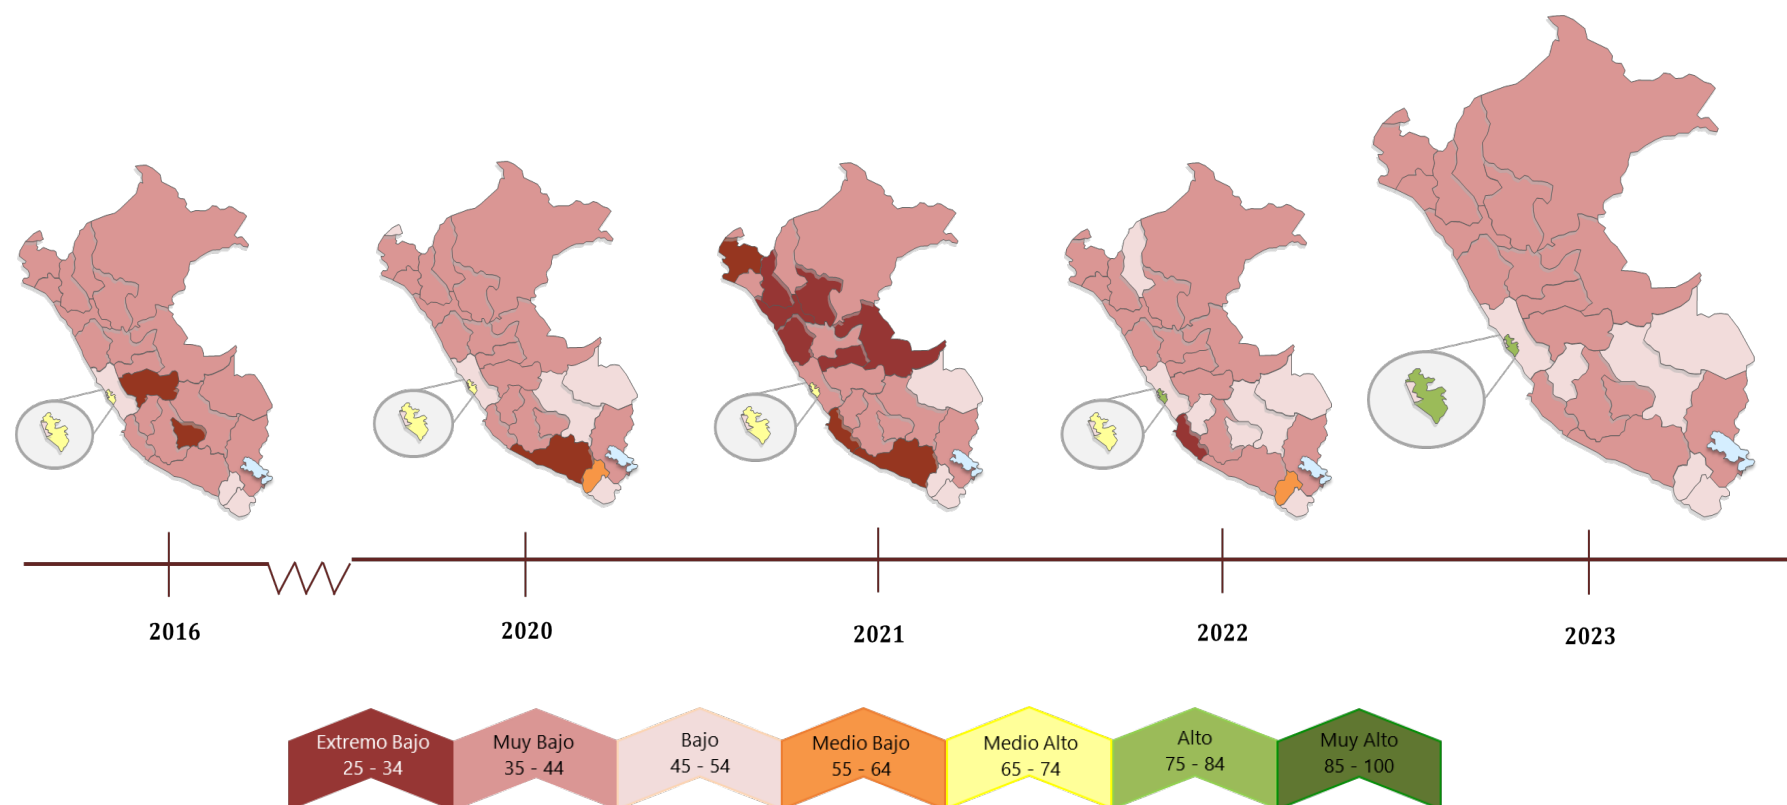 2016
2020
2021
2022
2023
Extremo Bajo
25 - 34
Muy Bajo
35 - 44
Bajo
45 - 54
Medio Bajo
55 - 64
Medio Alto
65 - 74
Alto
75 - 84
Muy Alto
85 - 100